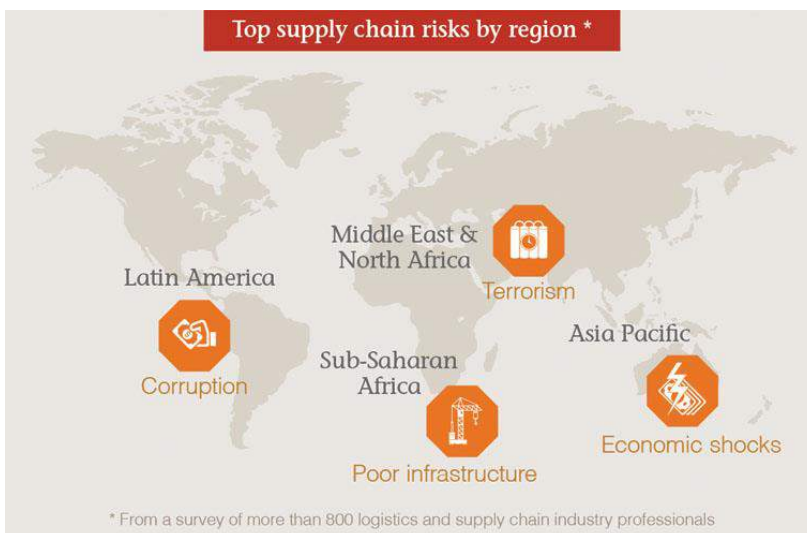 Top supply chain risks by region *
Middle East &
North Africa
Terrorism
Latin America
Corruption
Asia Pacific
Economic shocks
Sub-Saharan
Africa
Poor infrastructure
* From a survey of more than 800 logistics and supply chain industry professionals